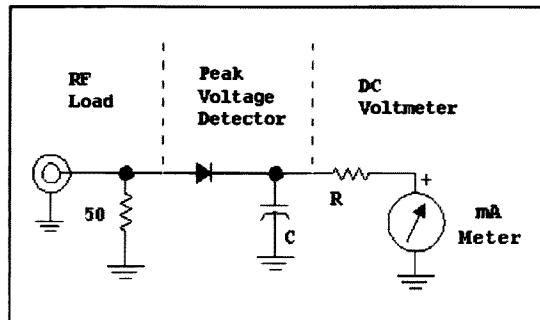 RF
Load
Peak
Voltage
Detector
DC
Voltmeter
50
C
R
+
mA
Meter